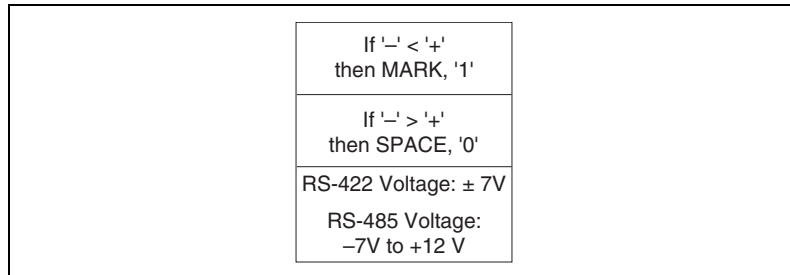 If '–' < '+'
then MARK, '1'
If '–' > '+'
then SPACE, '0'
RS-422 Voltage: ± 7V
RS-485 Voltage:
–7V to +12 V